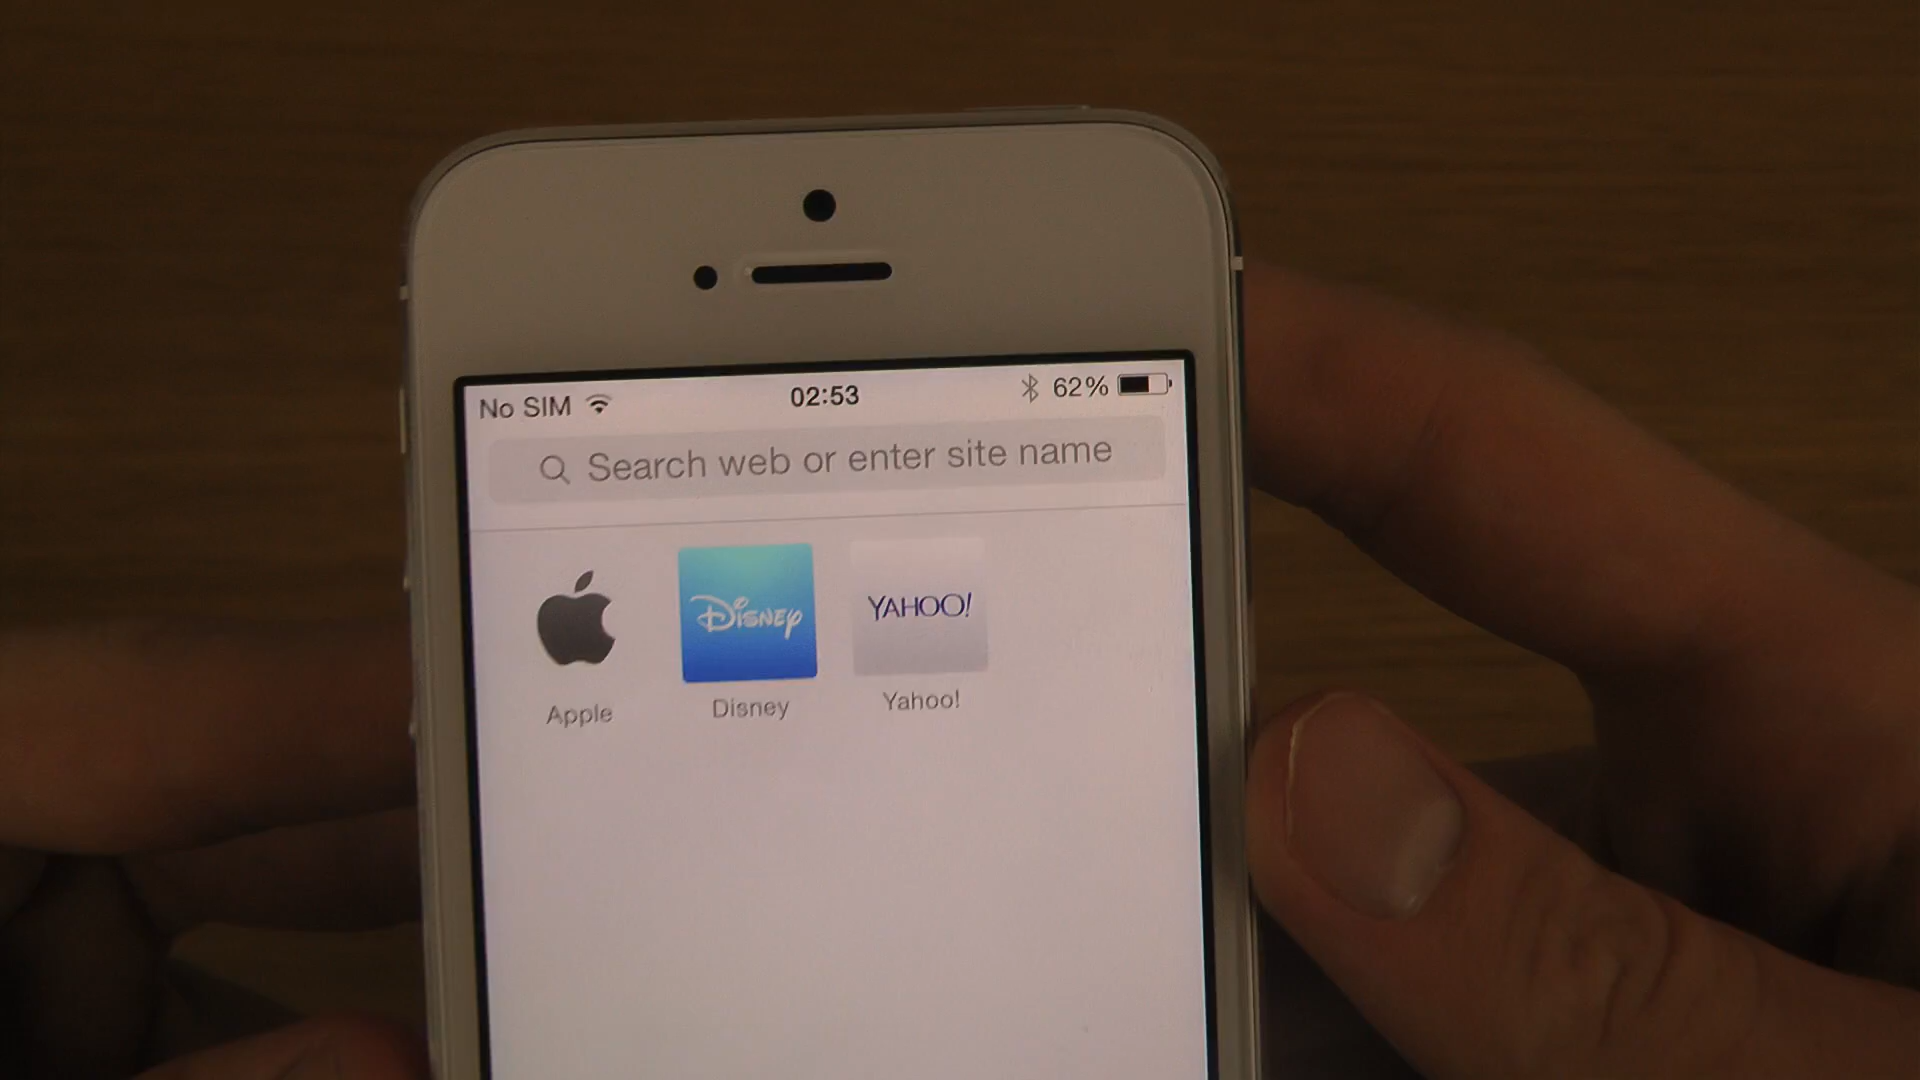 No SIM 02:53 62%
Search web or enter site name
Disney YAHOO!
Apple Disney Yahoo!